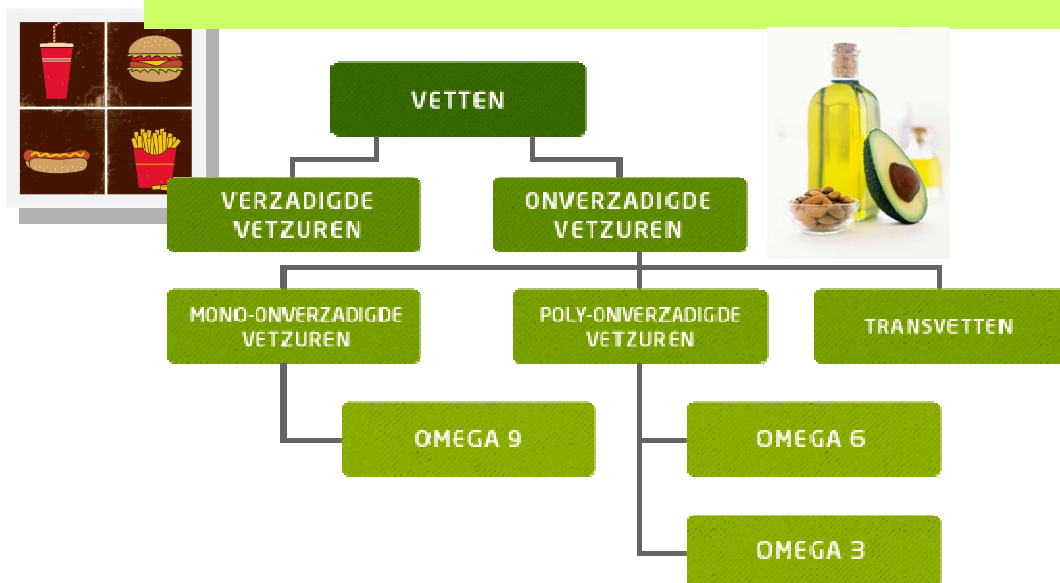 VETTEN
VERZADIGDE
VETZUREN
ONVERZADIGDE
VETZUREN
MONO-ONVERZADIGDE
VETZUREN
POLY-ONVERZADIGDE
VETZUREN
TRANSVETTEN
OMEGA 9
OMEGA 6
OMEGA 3